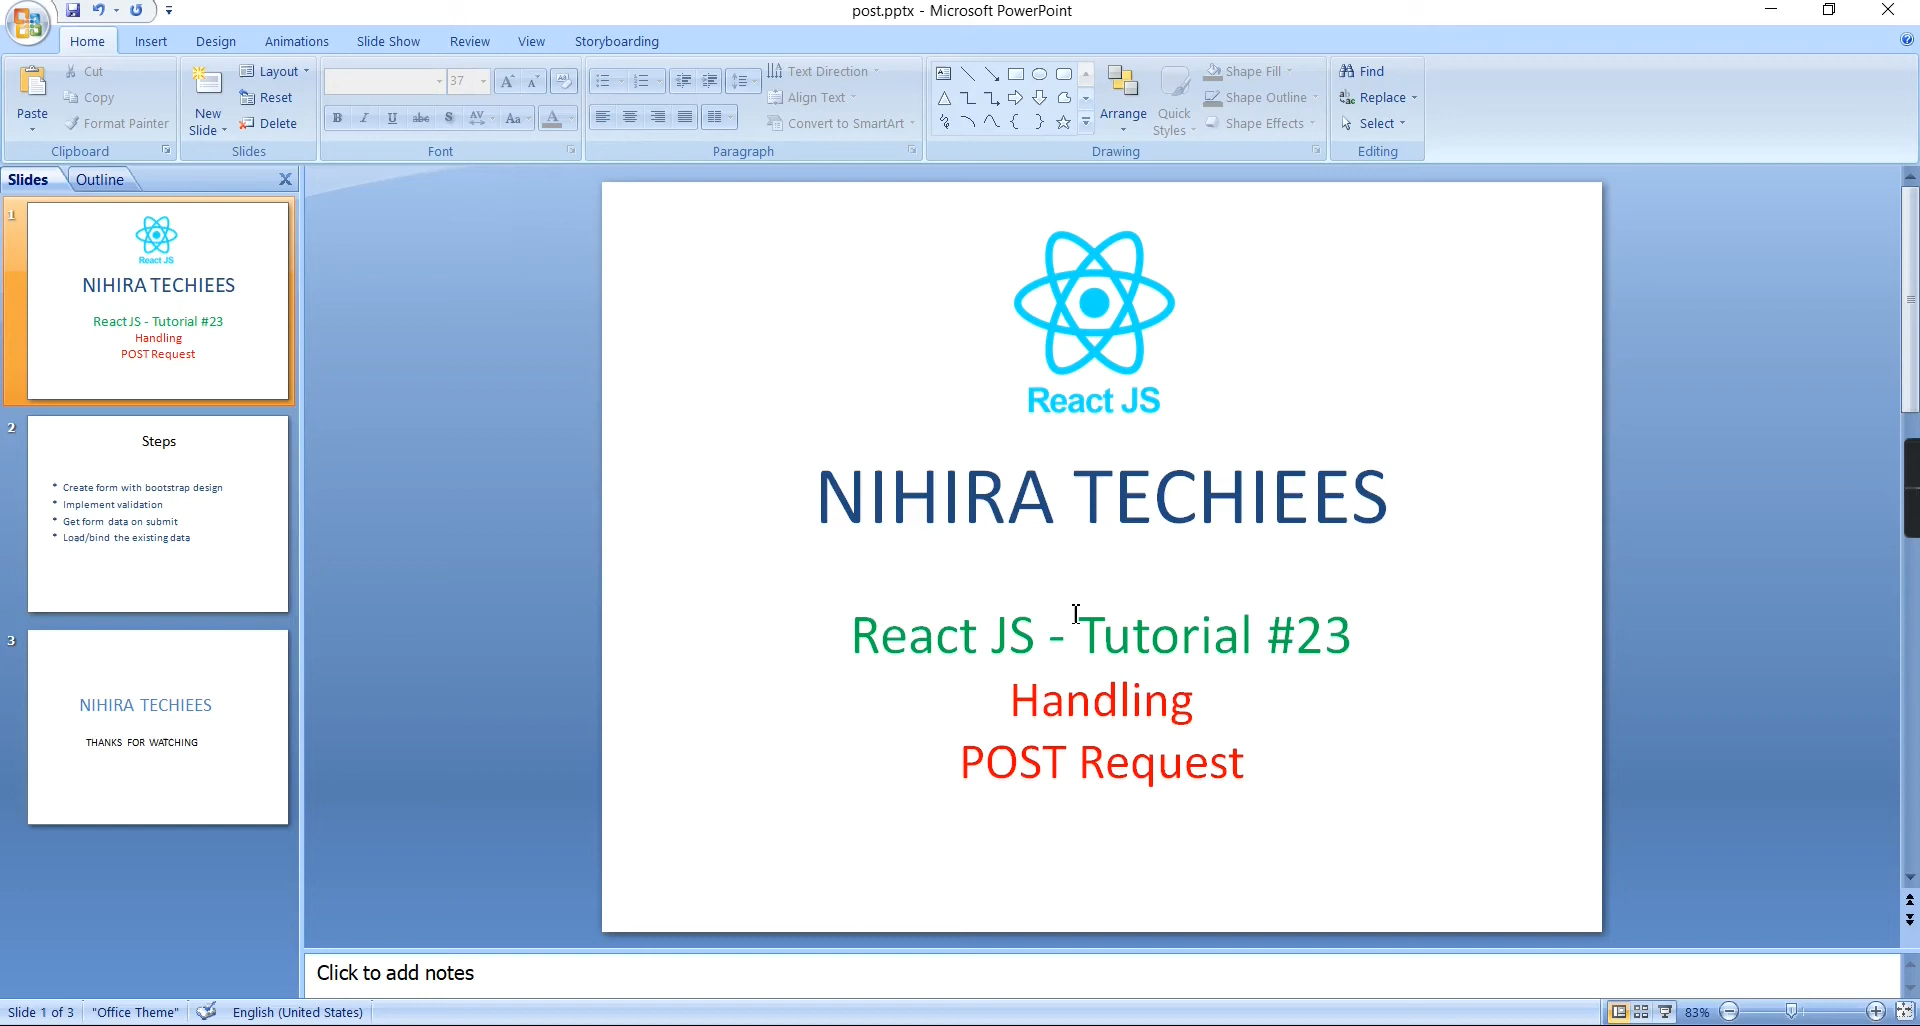 post.pptx - Microsoft PowerPoint
Home Insert Design Animations Slide Show Review View Storyboarding
Paste
Cut
Copy
Format Painter
Clipboard
New Slide
Layout
Reset
Delete
Slides
37
B I U abc S AV Aa A
Font
Text Direction
Align Text
Convert to SmartArt
Paragraph
Arrange
Quick Styles
Shape Fill
Shape Outline
Shape Effects
Drawing
Find
Replace
Select
Editing
Slides Outline
1
React JS
NIHIRA TECHIEES
React JS - Tutorial #23
Handling
POST Request
2
Steps
* Create form with bootstrap design
* Implement validation
* Get form data on submit
* Load/bind the existing data
3
NIHIRA TECHIEES
THANKS FOR WATCHING
React JS
NIHIRA TECHIEES
React JS - Tutorial #23
Handling
POST Request
Click to add notes
Slide 1 of 3 "Office Theme" English (United States) 83%